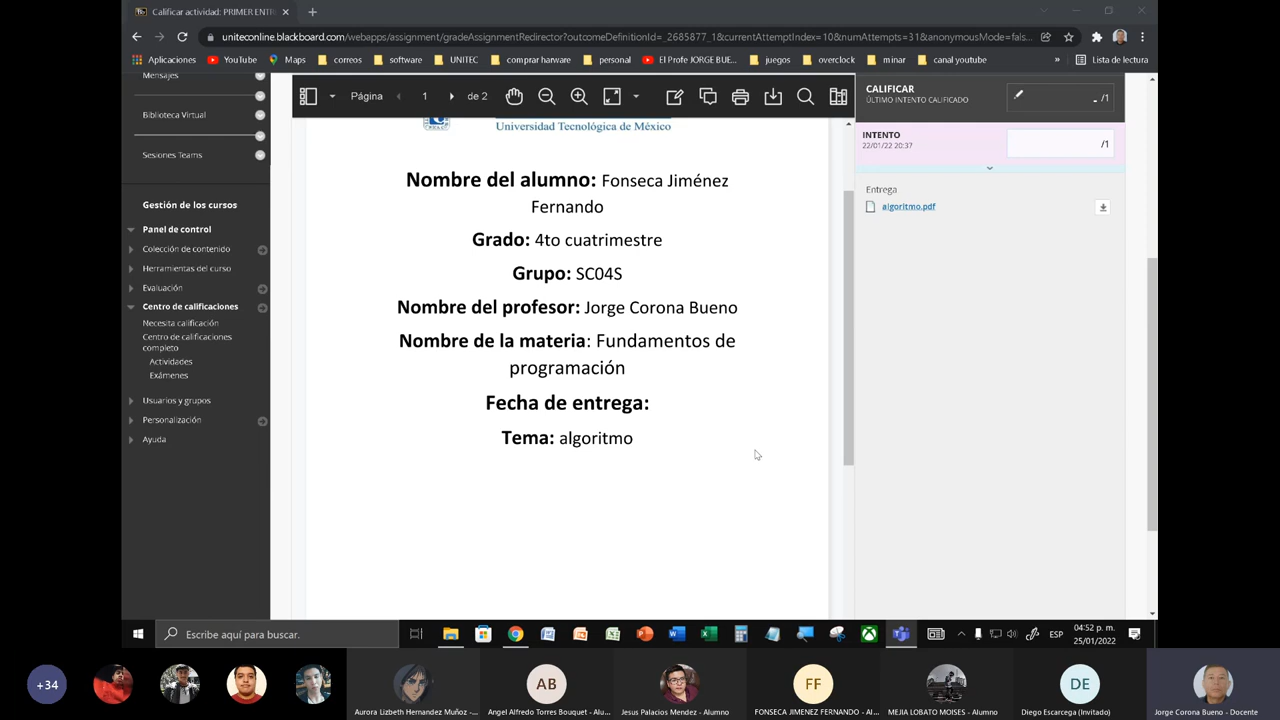 Calificar actividad: PRIMER ENTR
uniteconline.blackboard.com/webapps/assignment/gradeAssignmentRedirector?outcomeDefinitionId=_2685877_1&currentAttemptIndex=10&numAttempts=31&anonymousMode=fals...
Aplicaciones YouTube Maps correos software UNITEC comprar harware personal El Profe JORGE BUE... juegos overclock minar canal youtube » Lista de lectura
Mensajes
Biblioteca Virtual
Sesiones Teams
Gestión de los cursos
Panel de control
Colección de contenido
Herramientas del curso
Evaluación
Centro de calificaciones
Necesita calificación
Centro de calificaciones
completo
Actividades
Exámenes
Usuarios y grupos
Personalización
Ayuda
Página 1 de 2
Universidad Tecnológica de México
Nombre del alumno: Fonseca Jiménez
Fernando
Grado: 4to cuatrimestre
Grupo: SC04S
Nombre del profesor: Jorge Corona Bueno
Nombre de la materia: Fundamentos de
programación
Fecha de entrega:
Tema: algoritmo
CALIFICAR
ÚLTIMO INTENTO CALIFICADO
- /1
INTENTO
22/01/22 20:37
/1
Entrega
algoritmo.pdf
Escribe aquí para buscar.
ESP
04:52 p. m.
25/01/2022
+34
Aurora Lizbeth Hernandez Muñoz -...
AB
Angel Alfredo Torres Bouquet - Alu...
Jesus Palacios Mendez - Alumno
FF
FONSECA JIMENEZ FERNANDO - Al...
MEJIA LOBATO MOISES - Alumno
DE
Diego Escarcega (Invitado)
Jorge Corona Bueno - Docente